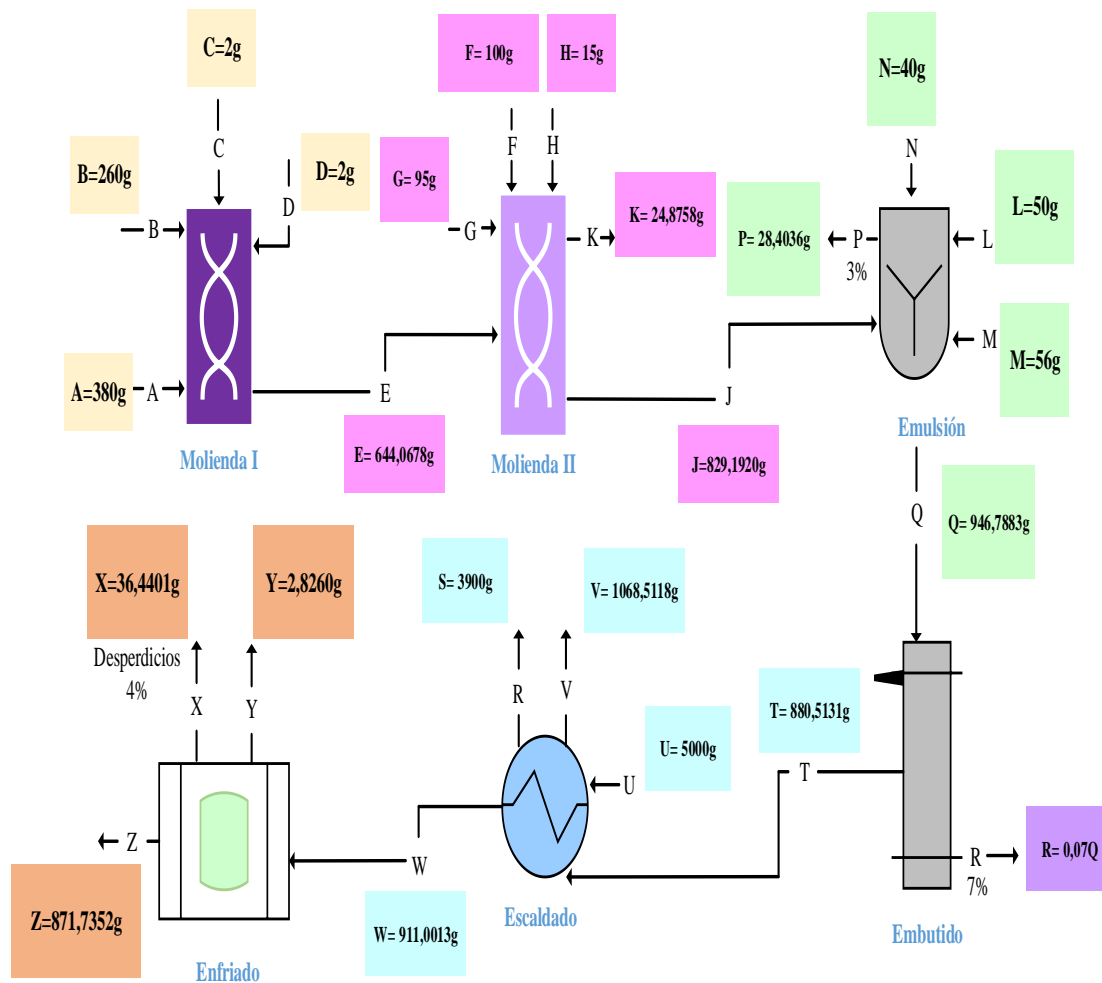 C=2g
F= 100g
H= 15g
N=40g
B=260g
D=2g
G= 95g
K= 24,8758g
P= 28,4036g
L=50g
C
D
F
H
N
B
G
K
P
3%
L
M
M=56g
A=380g
A
E
J
Emulsión
Molienda I
E= 644,0678g
Molienda II
J=829,1920g
Q
Q= 946,7883g
X=36,4401g
Y=2,8260g
S= 3900g
V= 1068,5118g
Desperdicios
4%
X
Y
R
V
U= 5000g
T= 880,5131g
U
T
Z
W
R
7%
R= 0,07Q
Z=871,7352g
W= 911,0013g
Escaldado
Embutido
Enfriado